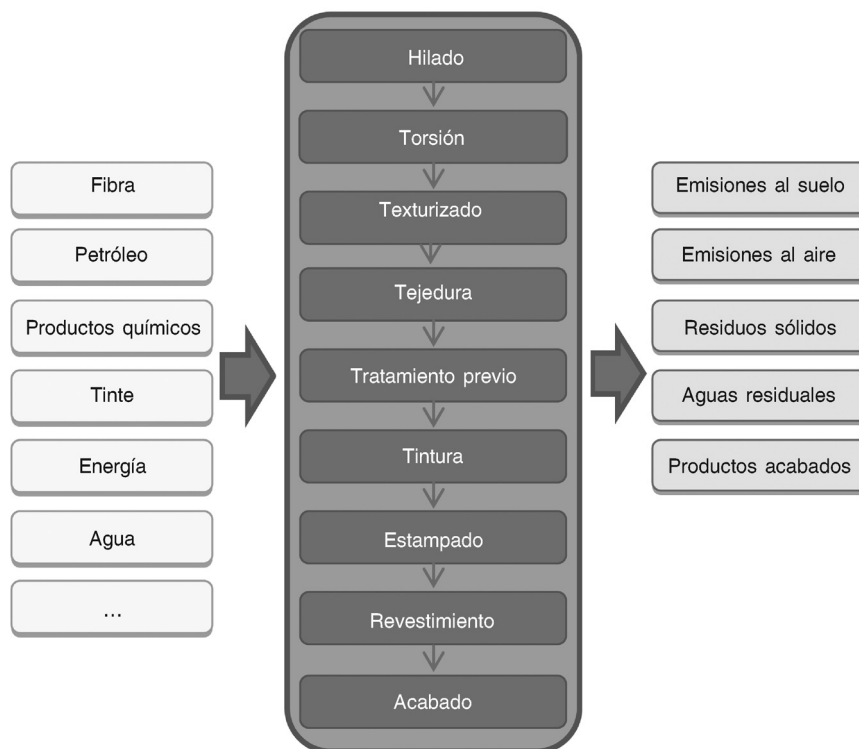 Fibra
Petróleo
Productos químicos
Tinte
Energía
Agua
...
Hilado
Torsión
Texturizado
Tejedura
Tratamiento previo
Tintura
Estampado
Revestimiento
Acabado
Emisiones al suelo
Emisiones al aire
Residuos sólidos
Aguas residuales
Productos acabados